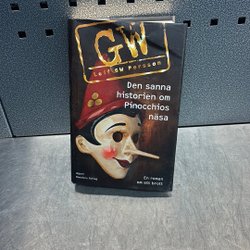 GW
Leif GW Persson
Den sanna
historien om
Pinocchios
näsa
En roman
om ett brott